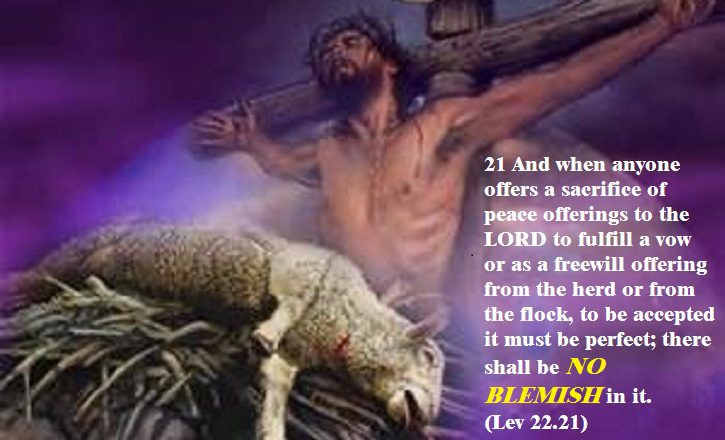 21 And when anyone
offers a sacrifice of
peace offerings to the
LORD to fulfill a vow
or as a freewill offering
from the herd or from
the flock, to be accepted
it must be perfect; there
shall be NO
BLEMISH in it.
(Lev 22.21)